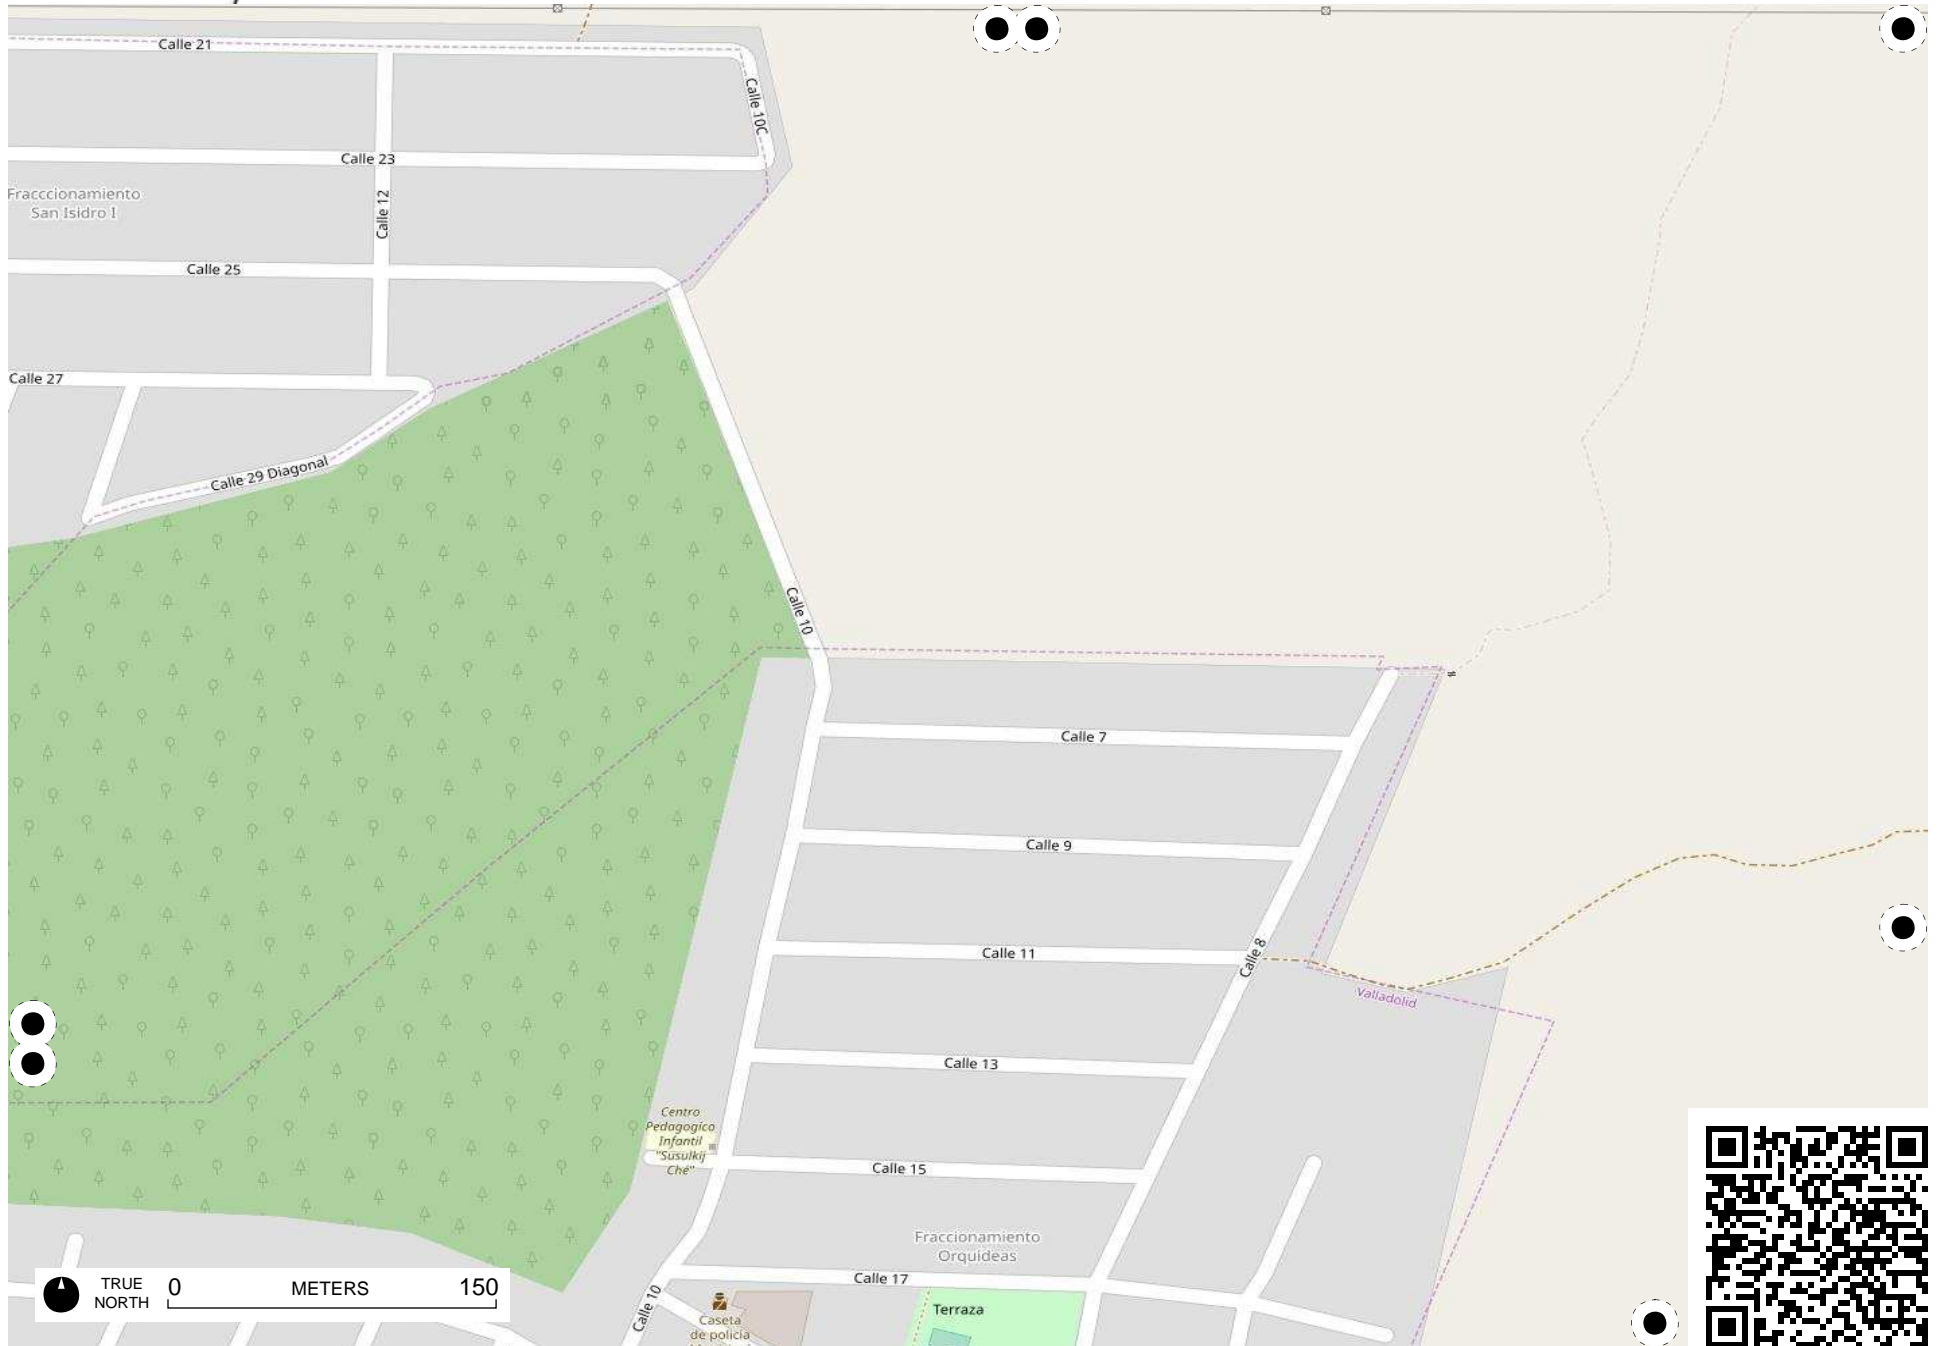 Calle 21
Calle 10C
Calle 23
Fracccionamiento
San Isidro I
Calle 12
Calle 25
Calle 27
Calle 29 Diagonal
Calle 10
Calle 7
Calle 9
Calle 11
Calle 8
Valladolid
Calle 13
Centro
Pedagogico
Infantil
"Susulkij
Ché"
Calle 15
Fraccionamiento
Orquideas
Calle 17
Calle 10
Terraza
Caseta
de policía
TRUE
NORTH
0 METERS 150